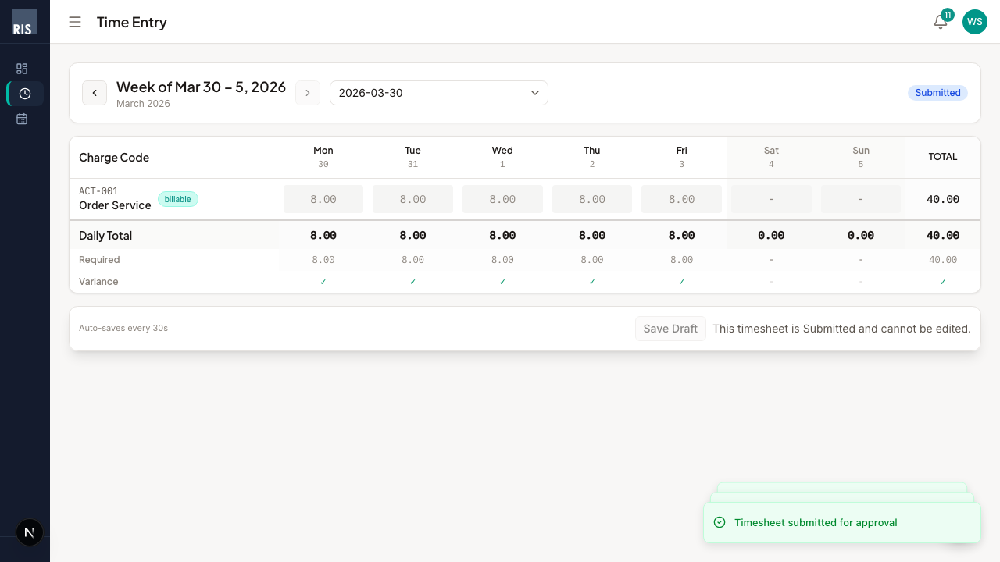 RIS
Time Entry
11
WS
Week of Mar 30 – 5, 2026
March 2026
2026-03-30
Submitted
Charge Code Mon Tue Wed Thu Fri Sat Sun TOTAL
30 31 1 2 3 4 5
ACT-001
Order Service billable 8.00 8.00 8.00 8.00 8.00 - - 40.00
Daily Total 8.00 8.00 8.00 8.00 8.00 0.00 0.00 40.00
Required 8.00 8.00 8.00 8.00 8.00 - - 40.00
Variance ✓ ✓ ✓ ✓ ✓ - - ✓
Auto-saves every 30s Save Draft This timesheet is Submitted and cannot be edited.
Timesheet submitted for approval
N